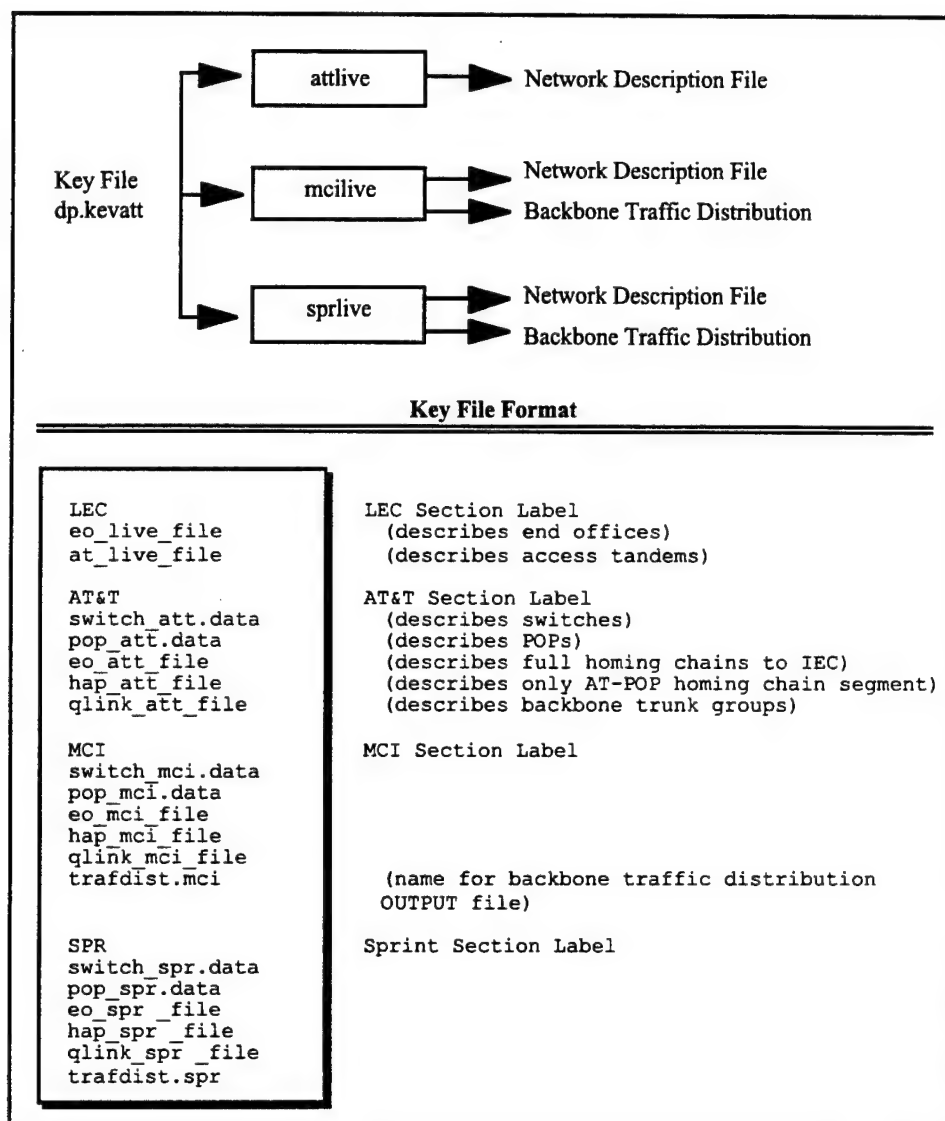 attlive
Network Description File
Key File
dp.kevatt
mcilive
Network Description File
Backbone Traffic Distribution
sprlive
Network Description File
Backbone Traffic Distribution
Key File Format
LEC LEC Section Label
eo_live_file (describes end offices)
at_live_file (describes access tandems)
AT&T AT&T Section Label
switch_att.data (describes switches)
pop_att.data (describes POPs)
eo_att_file (describes full homing chains to IEC)
hap_att_file (describes only AT-POP homing chain segment)
qlink_att_file (describes backbone trunk groups)
MCI MCI Section Label
switch_mci.data
pop_mci.data
eo_mci_file
hap_mci_file
qlink_mci_file
trafdist.mci (name for backbone traffic distribution
OUTPUT file)
SPR Sprint Section Label
switch_spr.data
pop_spr.data
eo_spr _file
hap_spr _file
qlink_spr _file
trafdist.spr